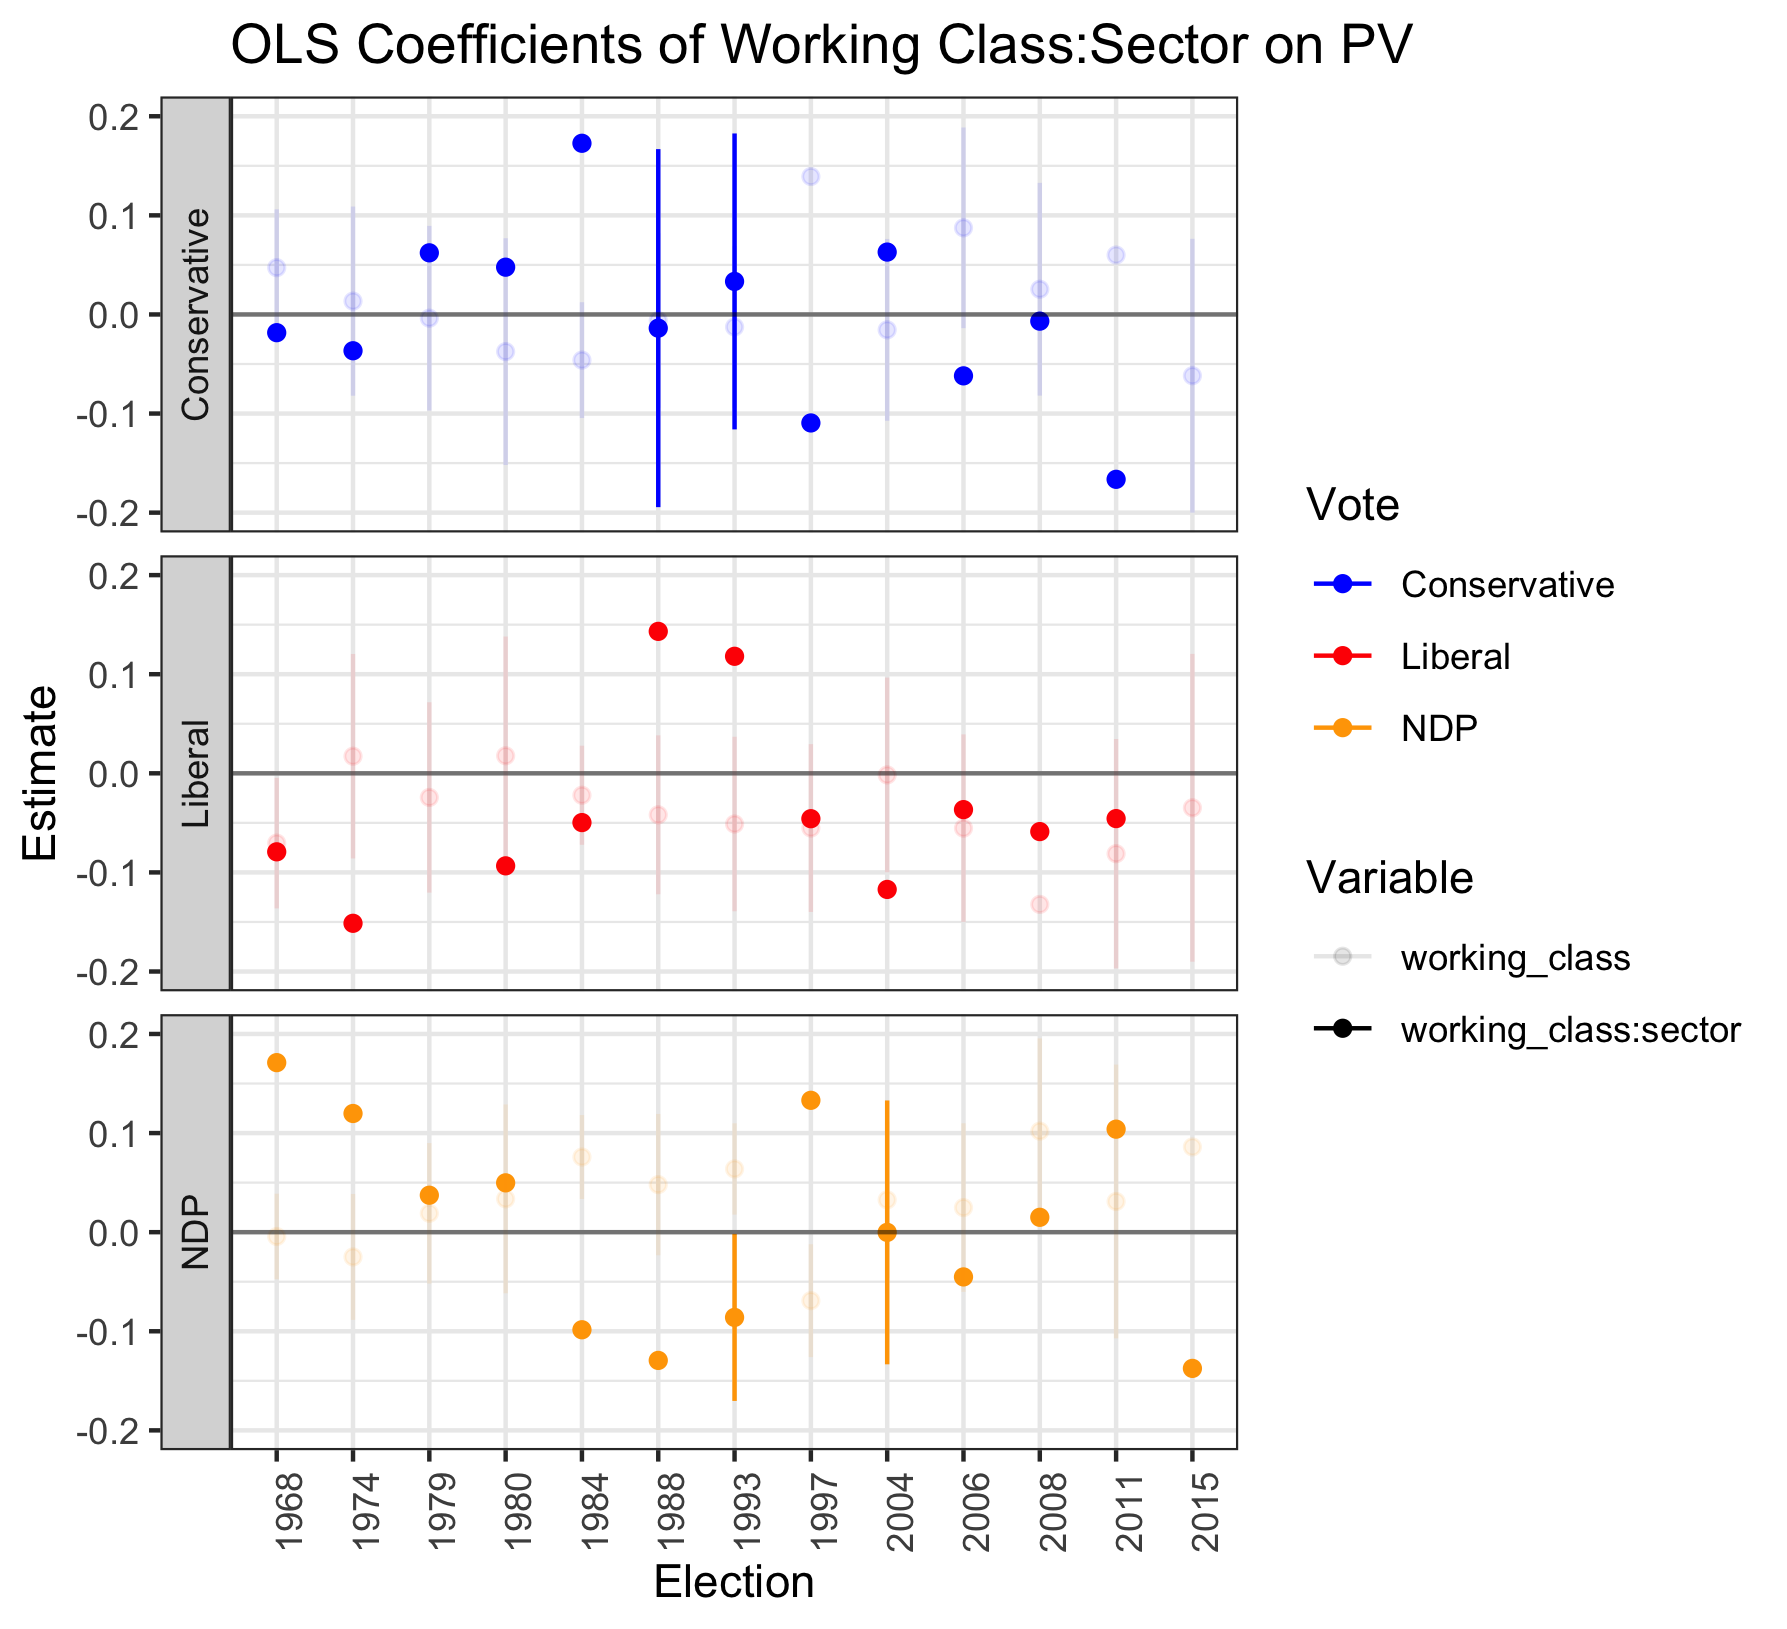 OLS Coefficients of Working Class:Sector on PV
Estimate
Conservative
0.2
0.1
0.0
-0.1
-0.2
Liberal
0.2
0.1
0.0
-0.1
-0.2
NDP
0.2
0.1
0.0
-0.1
-0.2
1968
1974
1979
1980
1984
1988
1993
1997
2004
2006
2008
2011
2015
Election
Vote
Conservative
Liberal
NDP
Variable
working_class
working_class:sector